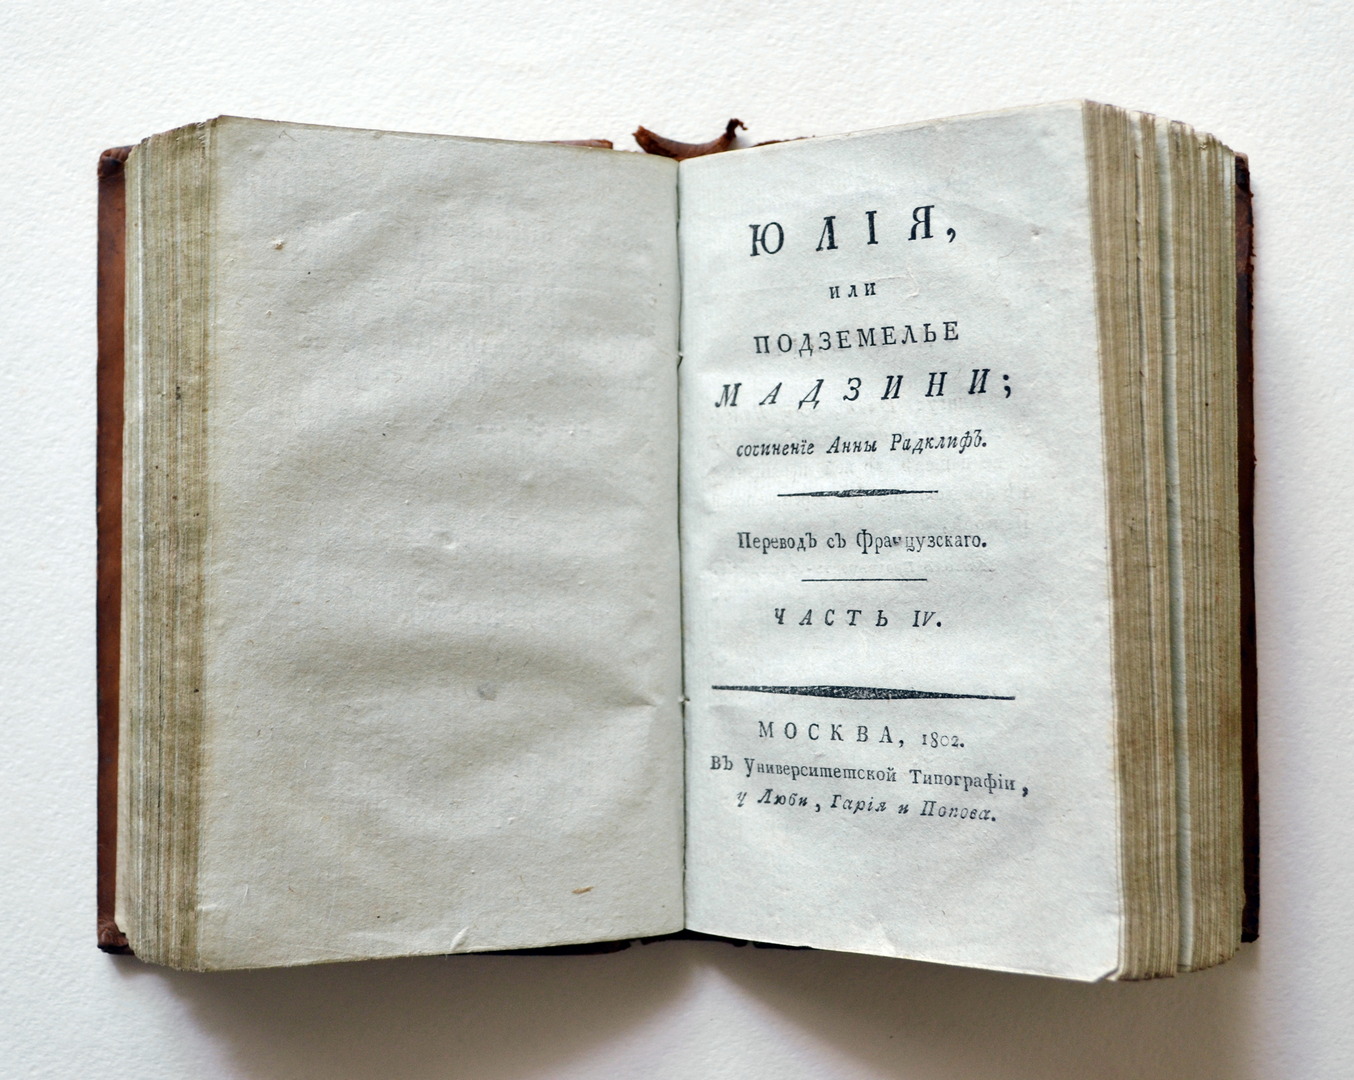 ЮЛІЯ,
или
ПОДЗЕМЕЛЬЕ
МАДЗИНИ;
сочиненїе Анны Радклифъ.
Переводъ съ Французскаго.
ЧАСТЬ IV.
МОСКВА, 1802.
Въ Университетской Типографіи,
у Люби, Гарія и Попова.